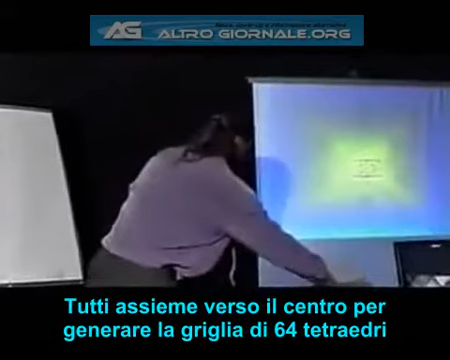 ALTRO GIORNALE.ORG
Tutti assieme verso il centro per
generare la griglia di 64 tetraedri